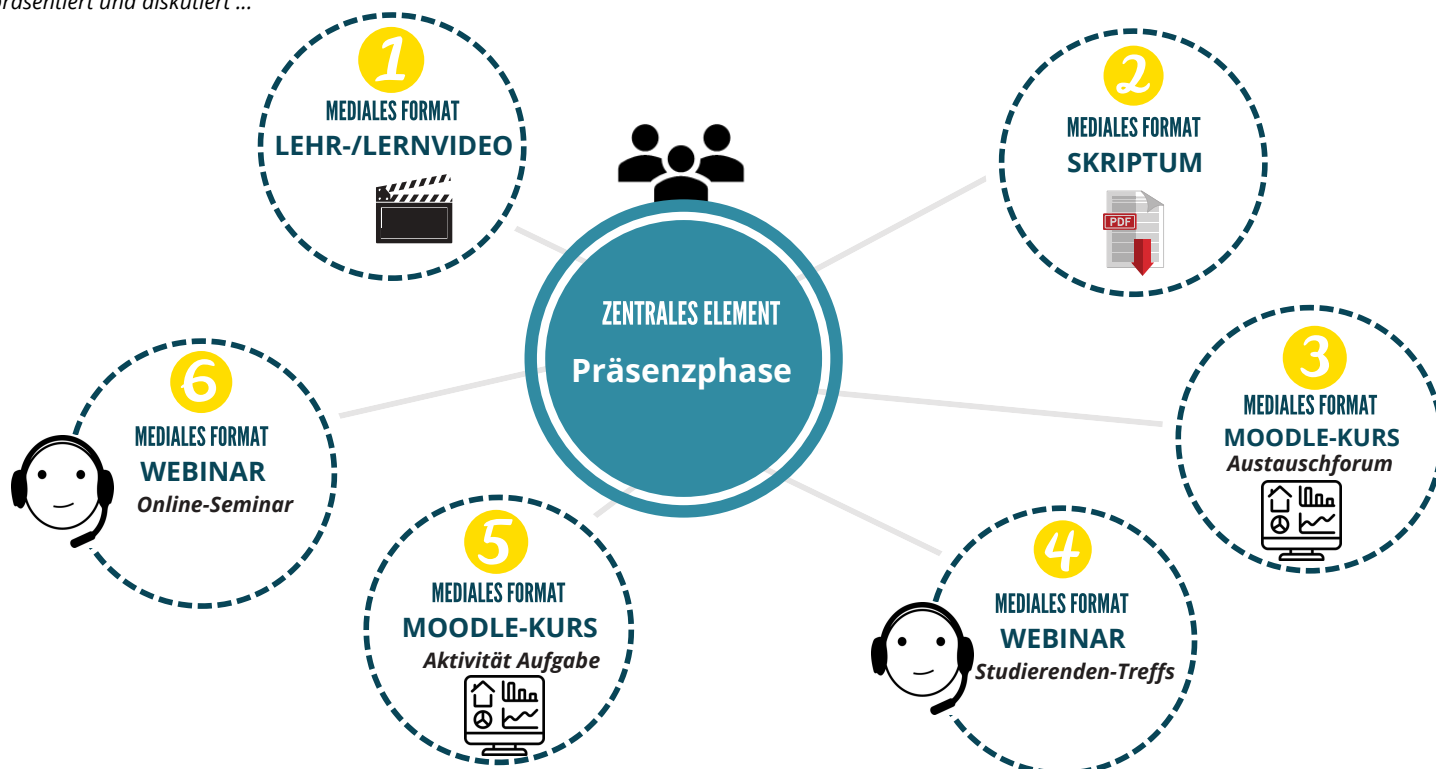 präsentiert und diskutiert ...
1
MEDIALES FORMAT
LEHR-/LERNVIDEO
2
MEDIALES FORMAT
SKRIPTUM
PDF
ZENTRALES ELEMENT
Präsenzphase
3
MEDIALES FORMAT
MOODLE-KURS
Austauschforum
4
MEDIALES FORMAT
WEBINAR
Studierenden-Treffs
5
MEDIALES FORMAT
MOODLE-KURS
Aktivität Aufgabe
6
MEDIALES FORMAT
WEBINAR
Online-Seminar